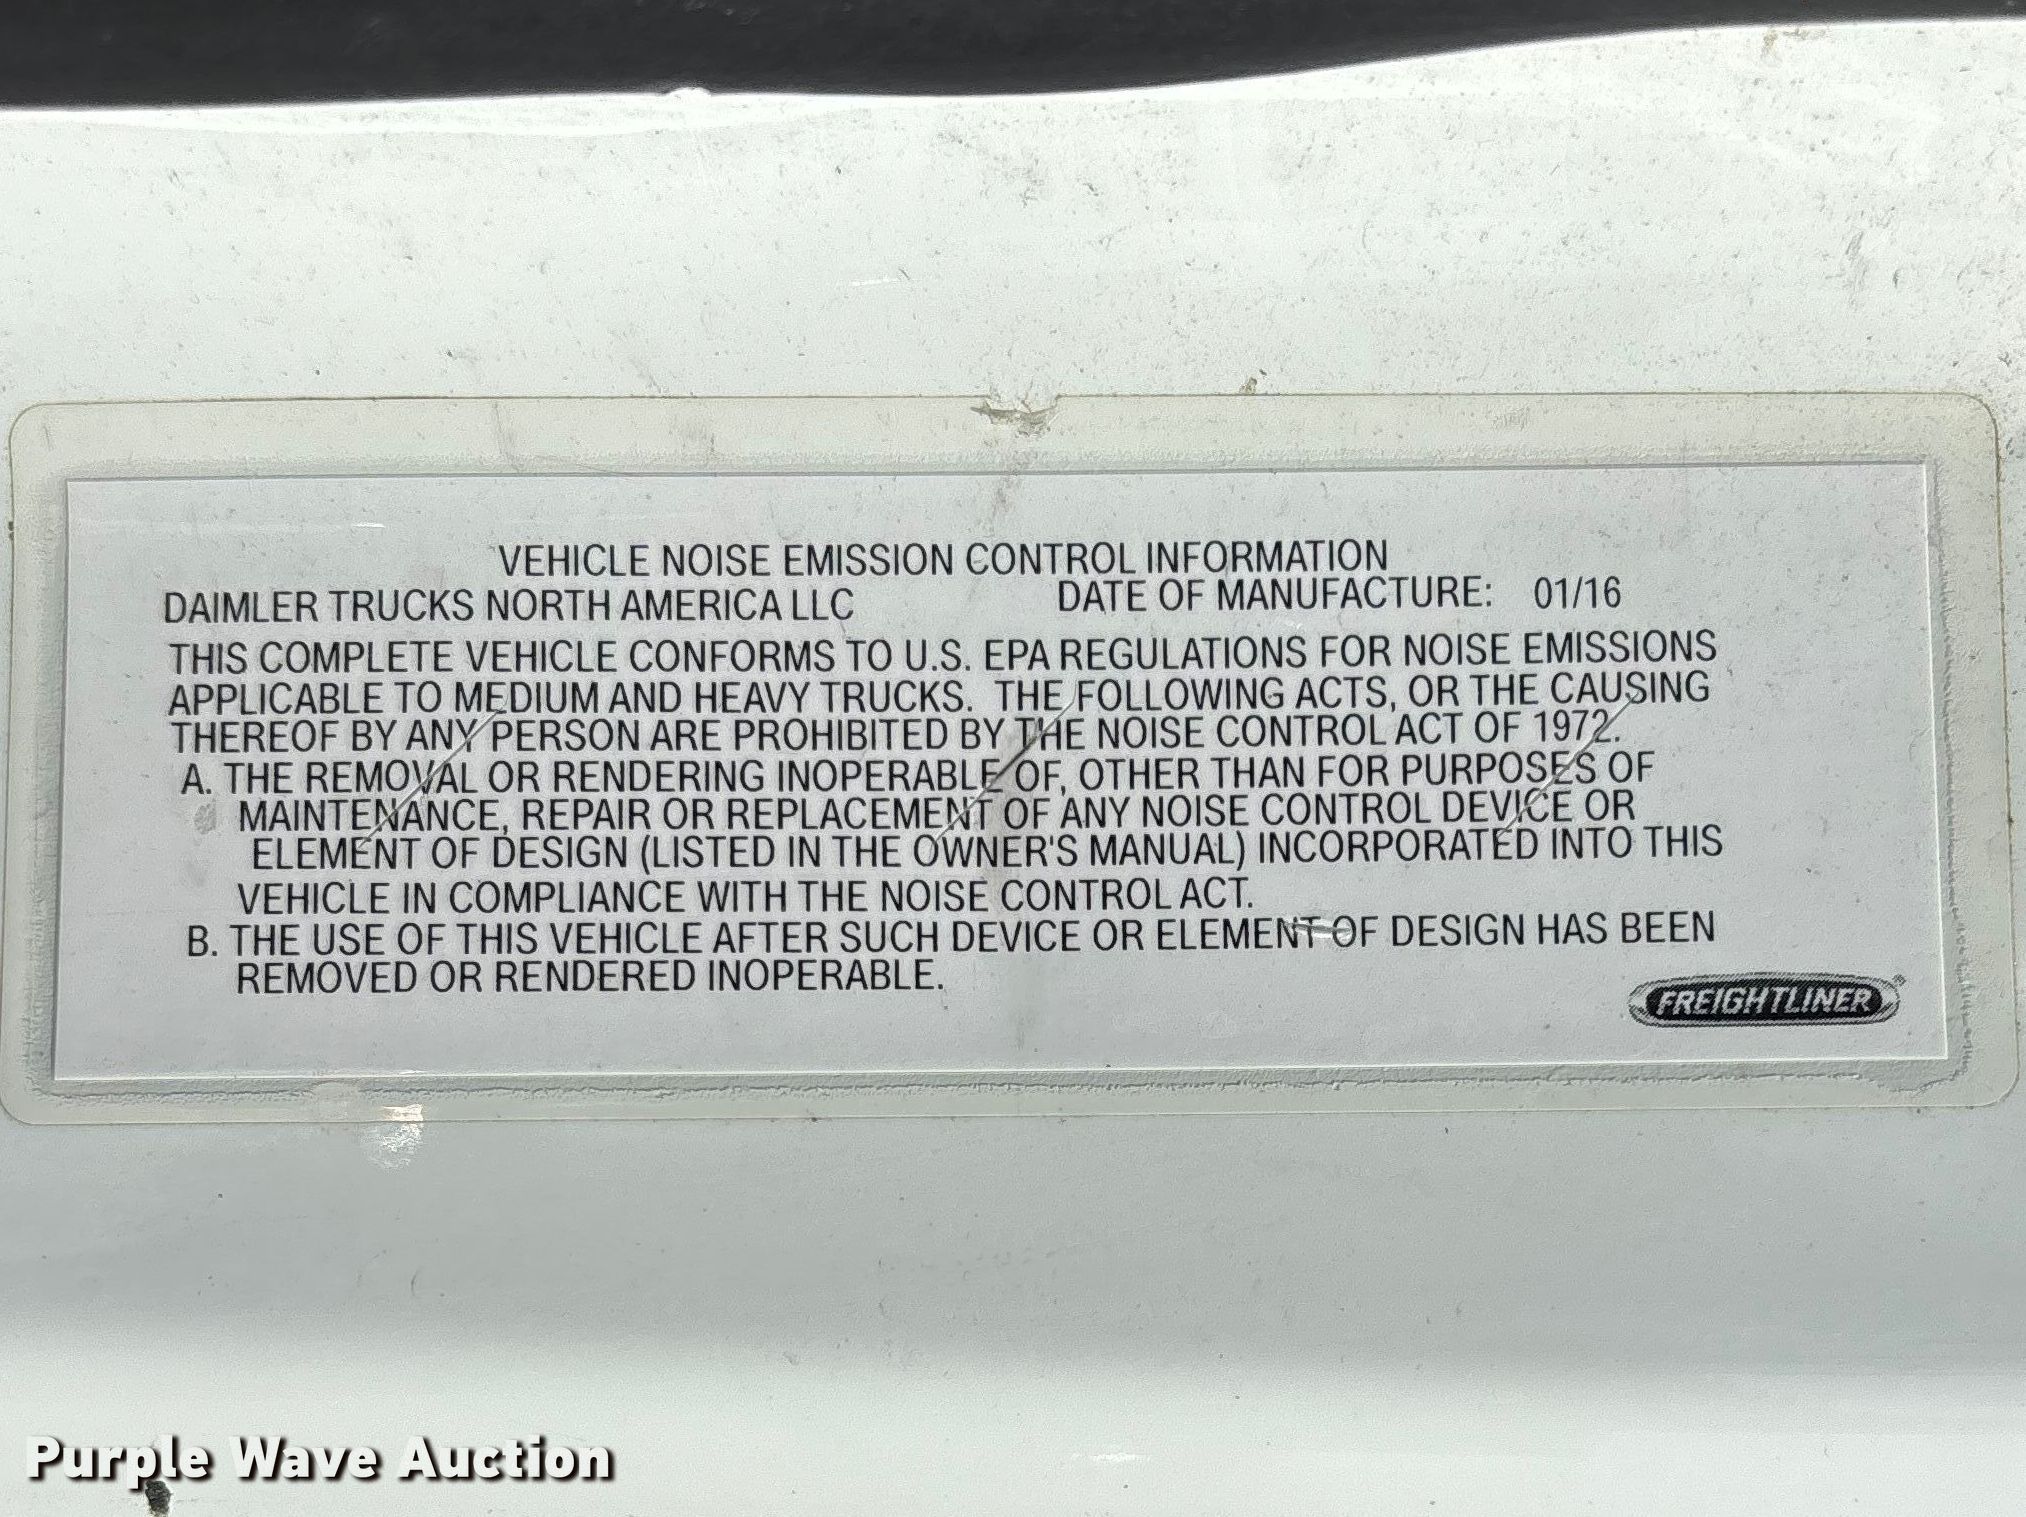 VEHICLE NOISE EMISSION CONTROL INFORMATION
DAIMLER TRUCKS NORTH AMERICA LLC DATE OF MANUFACTURE: 01/16
THIS COMPLETE VEHICLE CONFORMS TO U.S. EPA REGULATIONS FOR NOISE EMISSIONS
APPLICABLE TO MEDIUM AND HEAVY TRUCKS. THE FOLLOWING ACTS, OR THE CAUSING
THEREOF BY ANY PERSON ARE PROHIBITED BY THE NOISE CONTROL ACT OF 1972.
A. THE REMOVAL OR RENDERING INOPERABLE OF, OTHER THAN FOR PURPOSES OF
MAINTENANCE, REPAIR OR REPLACEMENT OF ANY NOISE CONTROL DEVICE OR
ELEMENT OF DESIGN (LISTED IN THE OWNER'S MANUAL) INCORPORATED INTO THIS
VEHICLE IN COMPLIANCE WITH THE NOISE CONTROL ACT.
B. THE USE OF THIS VEHICLE AFTER SUCH DEVICE OR ELEMENT OF DESIGN HAS BEEN
REMOVED OR RENDERED INOPERABLE.
FREIGHTLINER®
Purple Wave Auction